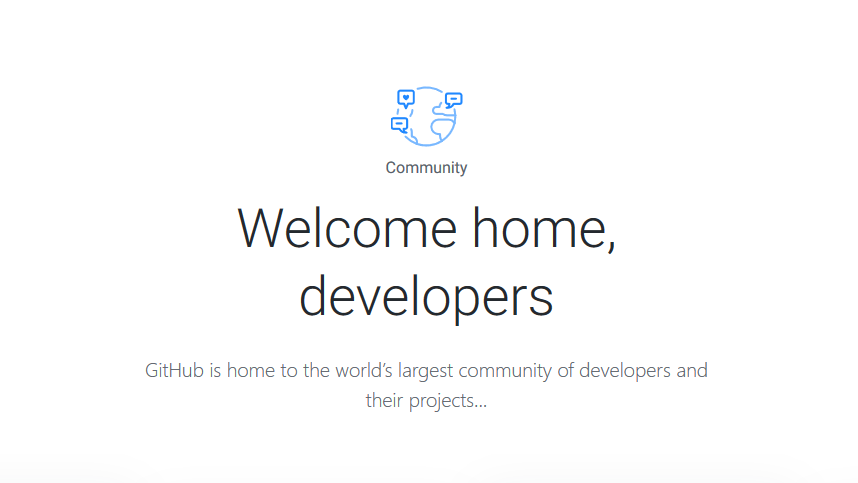 Community
Welcome home,
developers
GitHub is home to the world’s largest community of developers and
their projects...